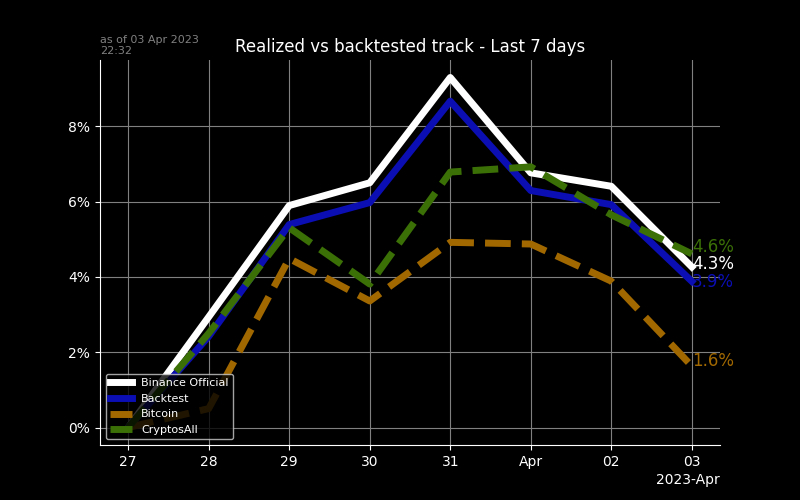 as of 03 Apr 2023
22:32
Realized vs backtested track - Last 7 days
8%
6%
4%
2%
0%
4.6%
4.3%
3.9%
1.6%
Binance Official
Backtest
Bitcoin
CryptosAll
27 28 29 30 31 Apr 02 03
2023-Apr